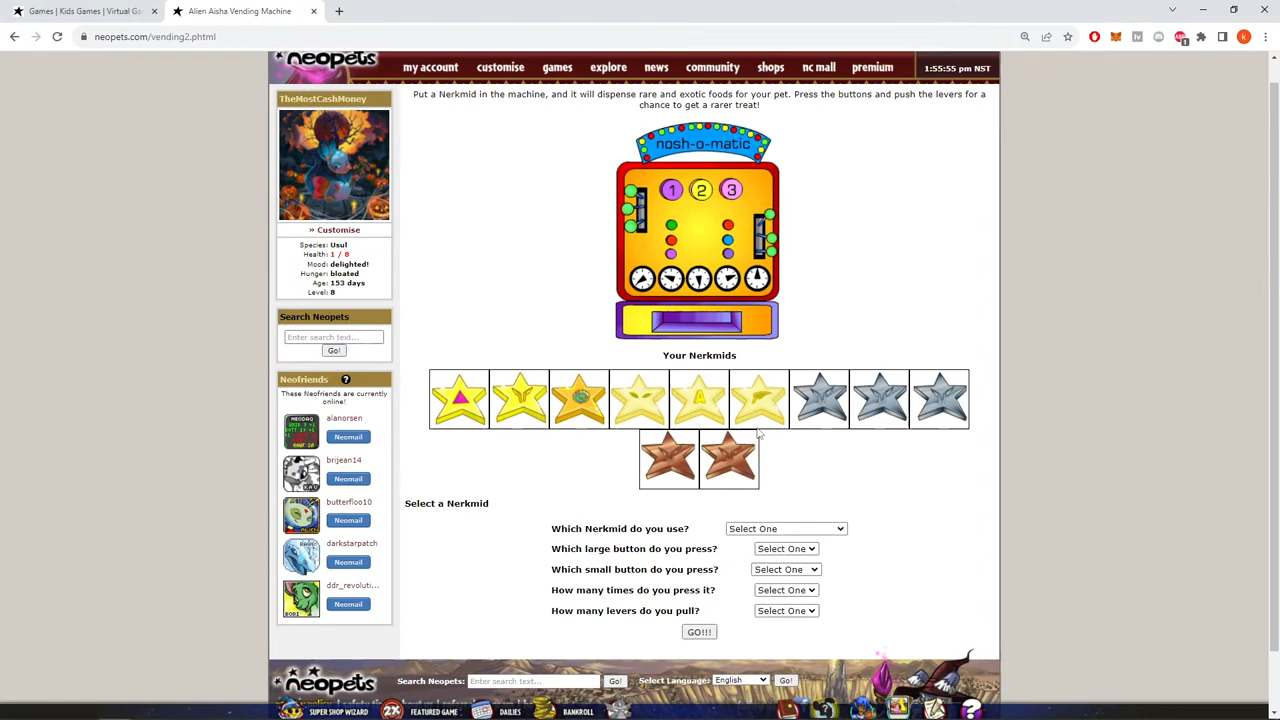 Games | Kids Games | Virtual Ga
Alien Aisha Vending Machine
neopets.com/vending2.phtml
neopets
my account
customise
games
explore
news
community
shops
nc mall
premium
1:55:55 pm NST
TheMostCashMoney
» Customise
Species: Usul
Health: 1 / 8
Mood: delighted!
Hunger: bloated
Age: 153 days
Level: 8
Search Neopets
Enter search text...
Go!
Neofriends ?
These Neofriends are currently
online!
alanorsen
Neomail
brijean14
Neomail
butterfloo10
Neomail
darkstarpatch
Neomail
ddr_revoluti...
Neomail
Put a Nerkmid in the machine, and it will dispense rare and exotic foods for your pet. Press the buttons and push the levers for a
chance to get a rarer treat!
nosh-o-matic
1 2 3
Your Nerkmids
Select a Nerkmid
Which Nerkmid do you use? Select One
Which large button do you press? Select One
Which small button do you press? Select One
How many times do you press it? Select One
How many levers do you pull? Select One
GO!!!
neopets
Search Neopets: Enter search text... Go!
Select Language: English Go!
SUPER SHOP WIZARD
2X FEATURED GAME
DAILIES
BANKROLL